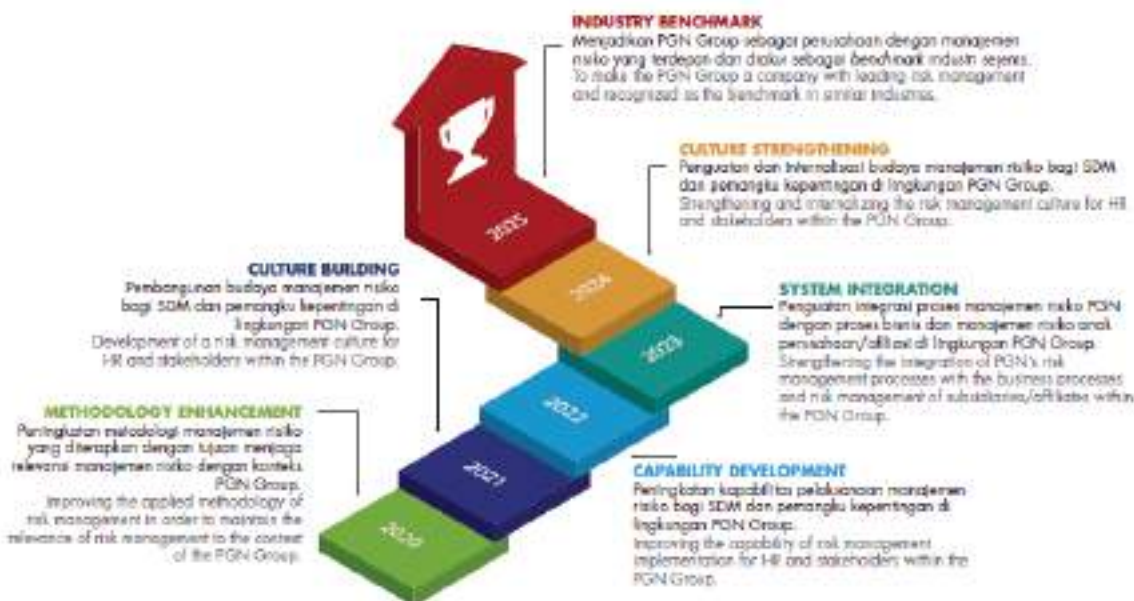 INDUSTRY BENCHMARK
Menjadikan PGN Group sebagai perusahaan dengan manajemen
risiko yang terdepan dan diakui sebagai benchmark industri sejenis.
To make the PGN Group a company with leading risk management
and recognized as the benchmark in similar industries.
CULTURE STRENGTHENING
Penguatan dan internalisasi budaya manajemen risiko bagi SDM
dan pemangku kepentingan di lingkungan PGN Group.
Strengthening and internalizing the risk management culture for HR
and stakeholders within the PGN Group.
2025
CULTURE BUILDING
Pembangunan budaya manajemen risiko
bagi SDM dan pemangku kepentingan di
lingkungan PGN Group.
Development of a risk management culture for
HR and stakeholders within the PGN Group.
2024
SYSTEM INTEGRATION
Penguatan integrasi proses manajemen risiko PGN
dengan proses bisnis dan manajemen risiko anak
perusahaan/afiliasi di lingkungan PGN Group.
Strengthening the integration of PGN's risk
management processes with the business processes
and risk management of subsidiaries/affiliates within
the PGN Group.
2023
2022
METHODOLOGY ENHANCEMENT
Peningkatan metodologi manajemen risiko
yang diterapkan dengan tujuan menjaga
relevansi manajemen risiko dengan konteks
PGN Group.
Improving the applied methodology of
risk management in order to maintain the
relevance of risk management to the context
of the PGN Group.
2021
2020
CAPABILITY DEVELOPMENT
Peningkatan kapabilitas pelaksanaan manajemen
risiko bagi SDM dan pemangku kepentingan di
lingkungan PGN Group.
Improving the capability of risk management
implementation for HR and stakeholders within the
PGN Group.